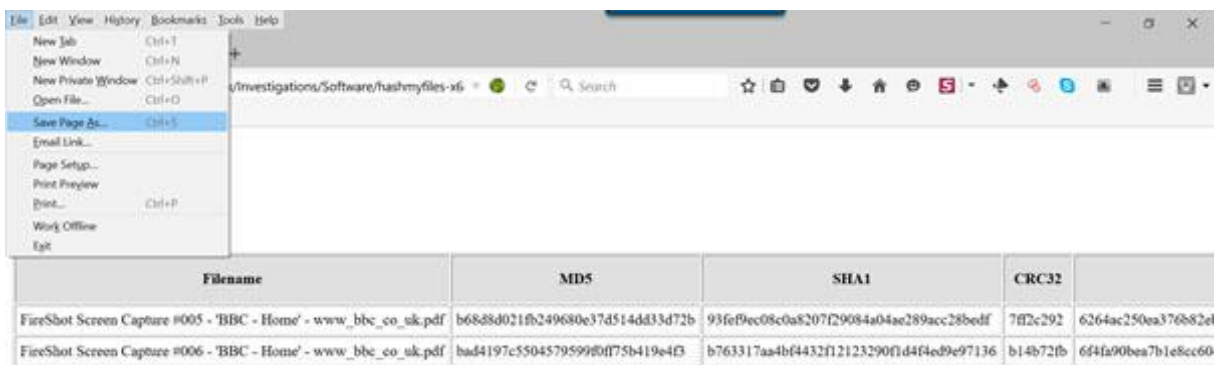 File Edit View History Bookmarks Tools Help
New Tab Ctrl+T
New Window Ctrl+N
New Private Window Ctrl+Shift+P
Open File... Ctrl+O
Save Page As... Ctrl+S
Email Link...
Page Setup...
Print Preview
Print... Ctrl+P
Work Offline
Exit
/Investigations/Software/hashmyfiles-x6
Search
Filename MD5 SHA1 CRC32
FireShot Screen Capture #005 - 'BBC - Home' - www_bbc_co_uk.pdf b68d8d021fb249680e37d514dd33d72b 93fef9ec08c0a8207f29084a04ae289acc28bedf 7ff2c292 6264ac250ea376b82e
FireShot Screen Capture #006 - 'BBC - Home' - www_bbc_co_uk.pdf bad4197c5504579599f0ff75b419e4f3 b763317aa4bf4432f12123290f1d4f4ed9e97136 b14b72fb 6f4fa90bea7b1e8cc60